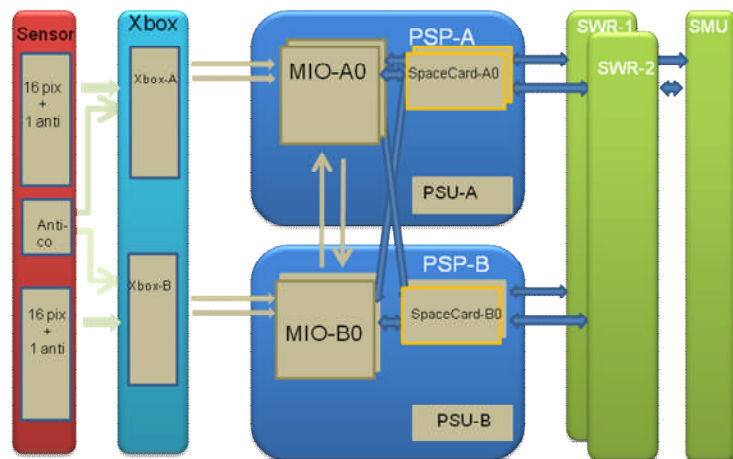 Sensor
16 pix
+
1 anti
Anti-
co
16 pix
+
1 anti
Xbox
Xbox-A
Xbox-B
PSP-A
MIO-A0
SpaceCard-A0
PSU-A
PSP-B
MIO-B0
SpaceCard-B0
PSU-B
SWR-1
SWR-2
SMU